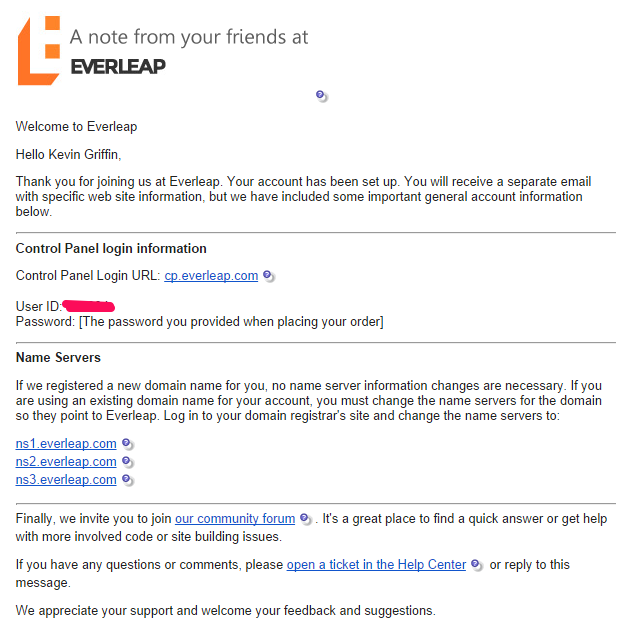 A note from your friends at
EVERLEAP
Welcome to Everleap
Hello Kevin Griffin,
Thank you for joining us at Everleap. Your account has been set up. You will receive a separate email
with specific web site information, but we have included some important general account information
below.
Control Panel login information
Control Panel Login URL: cp.everleap.com
User ID:
Password: [The password you provided when placing your order]
Name Servers
If we registered a new domain name for you, no name server information changes are necessary. If you
are using an existing domain name for your account, you must change the name servers for the domain
so they point to Everleap. Log in to your domain registrar's site and change the name servers to:
ns1.everleap.com
ns2.everleap.com
ns3.everleap.com
Finally, we invite you to join our community forum . It's a great place to find a quick answer or get help
with more involved code or site building issues.
If you have any questions or comments, please open a ticket in the Help Center or reply to this
message.
We appreciate your support and welcome your feedback and suggestions.